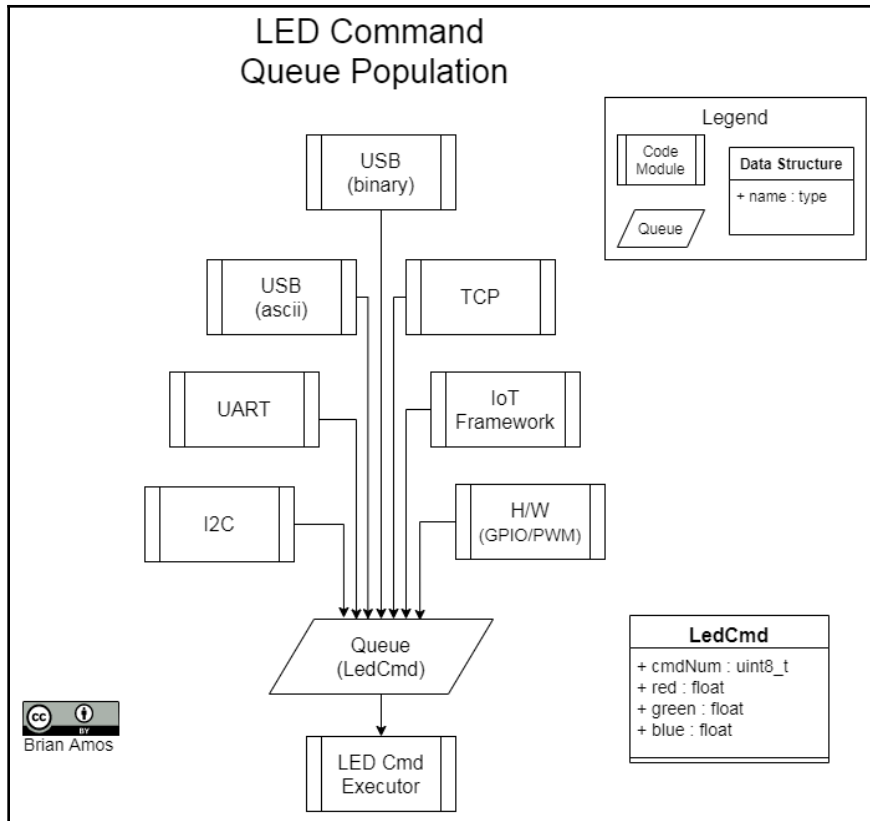 LED Command
Queue Population
Legend
Code
Module
Data Structure
+ name : type
Queue
USB
(binary)
USB
(ascii)
TCP
UART
IoT
Framework
I2C
H/W
(GPIO/PWM)
Queue
(LedCmd)
LED Cmd
Executor
LedCmd
+ cmdNum : uint8_t
+ red : float
+ green : float
+ blue : float
cc
BY
Brian Amos